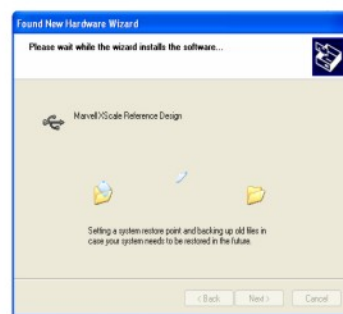 Found New Hardware Wizard
Please wait while the wizard installs the software...
Marvell XScale Reference Design
Setting a system restore point and backing up old files in
case your system needs to be restored in the future.
< Back Next > Cancel